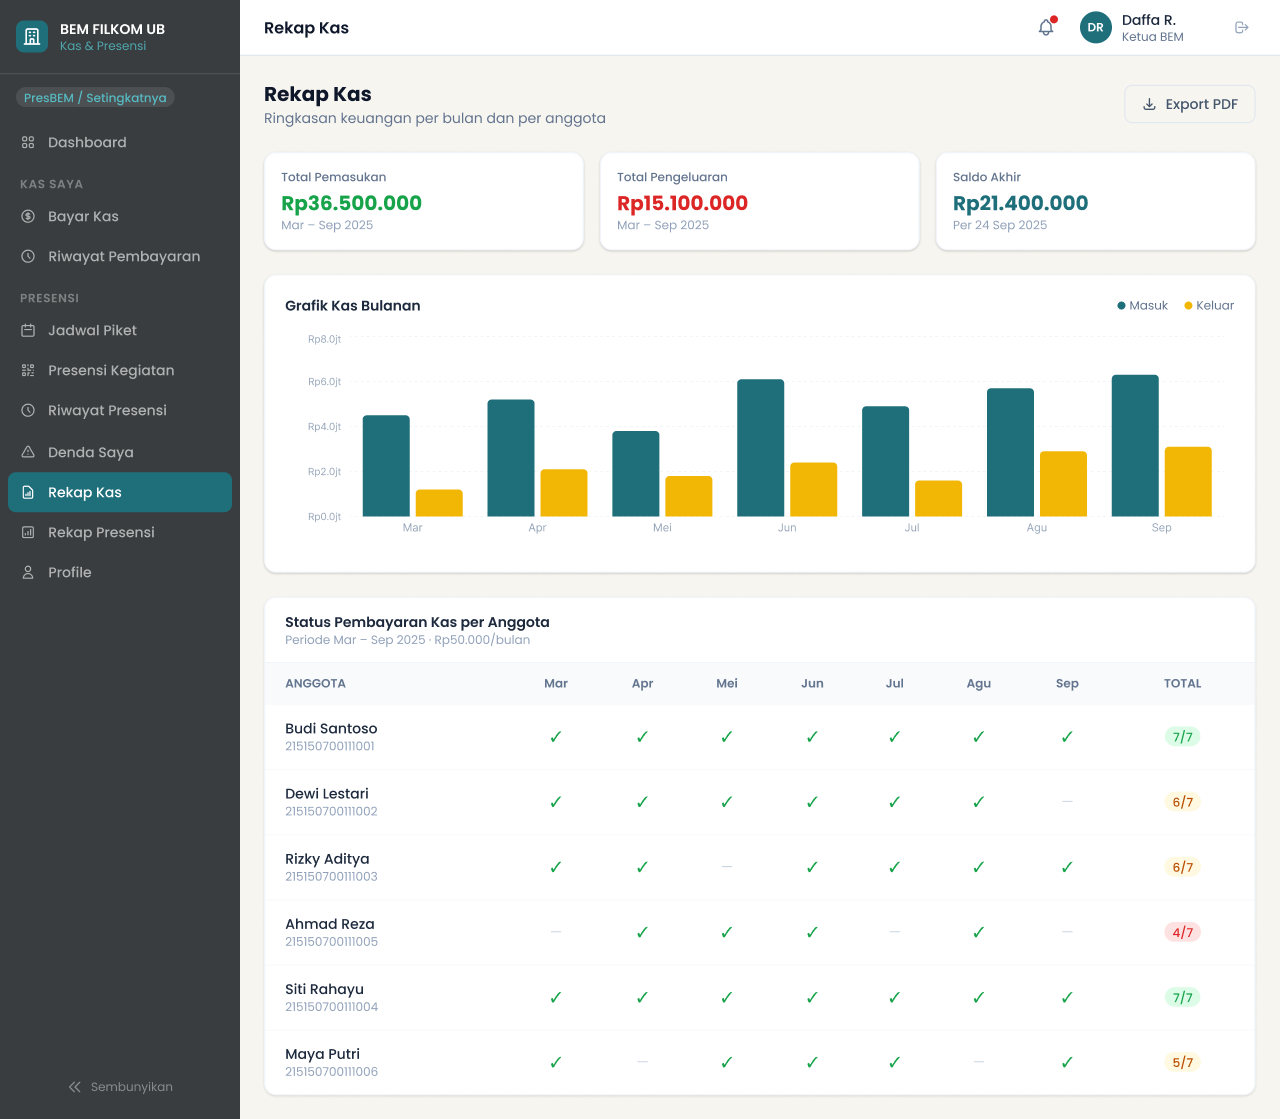 BEM FILKOM UB
Kas & Presensi
PresBEM / Setingkatnya
Dashboard
KAS SAYA
Bayar Kas
Riwayat Pembayaran
PRESENSI
Jadwal Piket
Presensi Kegiatan
Riwayat Presensi
Denda Saya
Rekap Kas
Rekap Presensi
Profile
Sembunyikan
Rekap Kas
DR
Daffa R.
Ketua BEM
Rekap Kas
Ringkasan keuangan per bulan dan per anggota
Export PDF
Total Pemasukan
Rp36.500.000
Mar – Sep 2025
Total Pengeluaran
Rp15.100.000
Mar – Sep 2025
Saldo Akhir
Rp21.400.000
Per 24 Sep 2025
Grafik Kas Bulanan
Masuk Keluar
Rp8.0jt
Rp6.0jt
Rp4.0jt
Rp2.0jt
Rp0.0jt
Mar Apr Mei Jun Jul Agu Sep
Status Pembayaran Kas per Anggota
Periode Mar – Sep 2025 · Rp50.000/bulan
ANGGOTA Mar Apr Mei Jun Jul Agu Sep TOTAL
Budi Santoso
215150700111001
✓ ✓ ✓ ✓ ✓ ✓ ✓ 7/7
Dewi Lestari
215150700111002
✓ ✓ ✓ ✓ ✓ ✓ — 6/7
Rizky Aditya
215150700111003
✓ ✓ — ✓ ✓ ✓ ✓ 6/7
Ahmad Reza
215150700111005
— ✓ ✓ ✓ — ✓ — 4/7
Siti Rahayu
215150700111004
✓ ✓ ✓ ✓ ✓ ✓ ✓ 7/7
Maya Putri
215150700111006
✓ — ✓ ✓ ✓ — ✓ 5/7